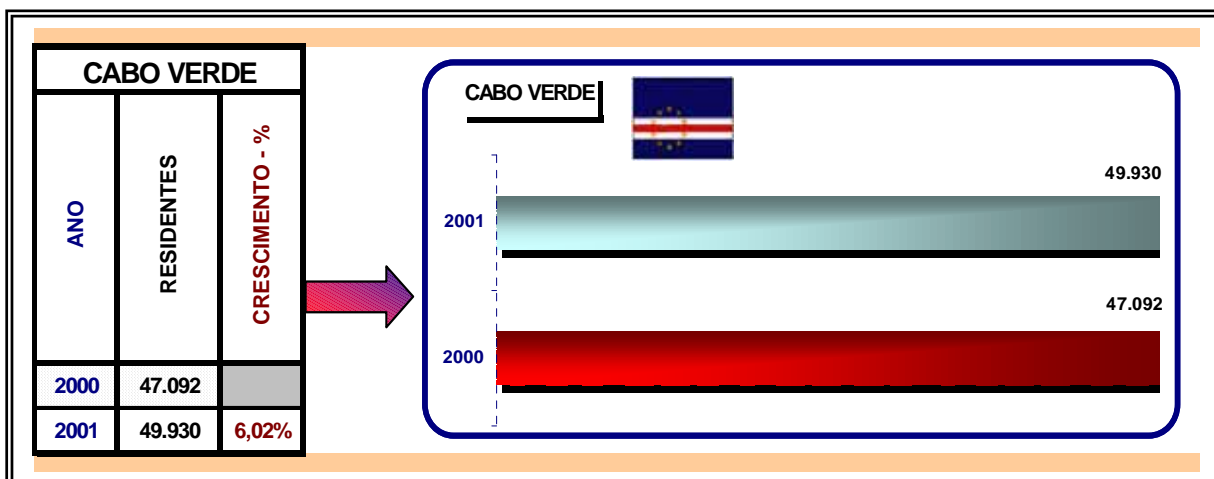 CABO VERDE
ANO
RESIDENTES
CRESCIMENTO - %
2000 47.092
2001 49.930 6,02%
CABO VERDE
49.930
2001
47.092
2000